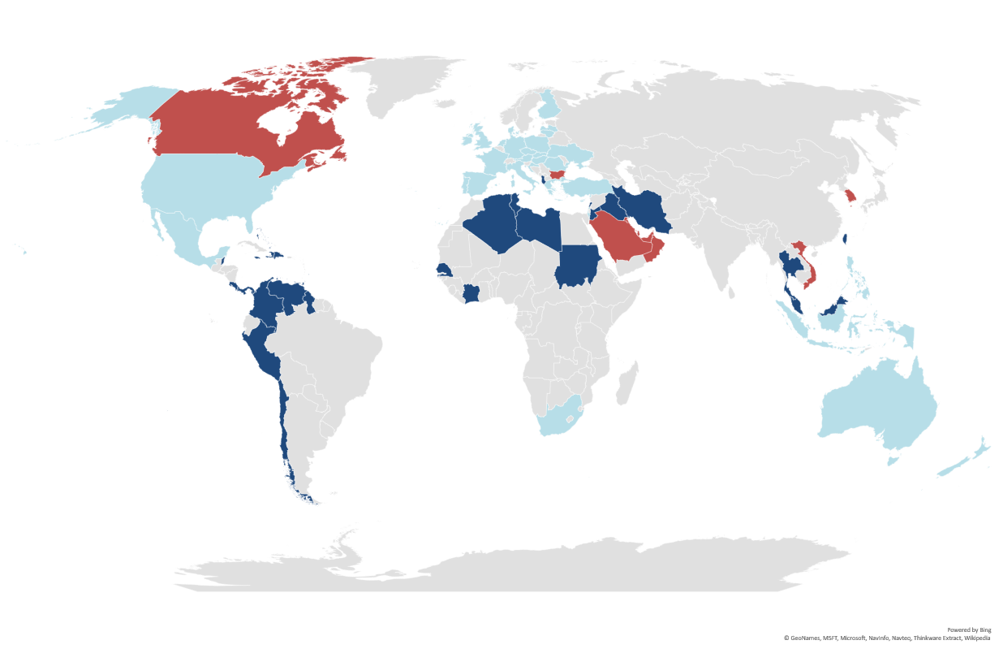 Powered by Bing
© GeoNames, MSFT, Microsoft, Navinfo, Navteq, Thinkware Extract, Wikipedia